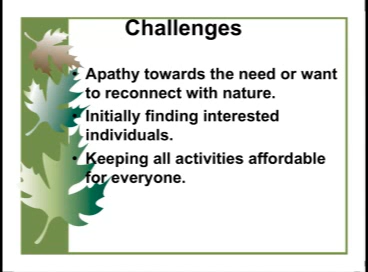 Challenges
• Apathy towards the need or want
to reconnect with nature.
• Initially finding interested
individuals.
• Keeping all activities affordable
for everyone.